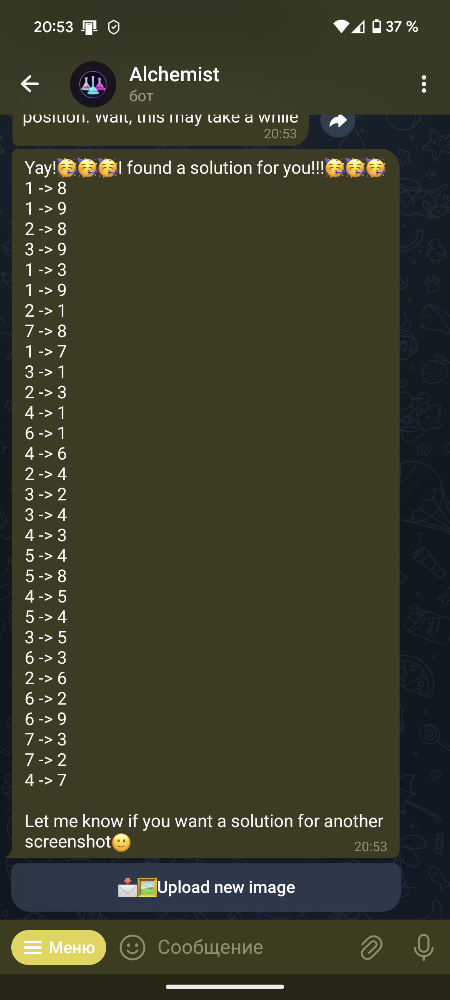 20:53
37 %
Alchemist
бот
position. Wait, this may take a while
20:53
Yay!🥳🥳🥳I found a solution for you!!!🥳🥳🥳
1 -> 8
1 -> 9
2 -> 8
3 -> 9
1 -> 3
1 -> 9
2 -> 1
7 -> 8
1 -> 7
3 -> 1
2 -> 3
4 -> 1
6 -> 1
4 -> 6
2 -> 4
3 -> 2
3 -> 4
4 -> 3
5 -> 4
5 -> 8
4 -> 5
5 -> 4
3 -> 5
6 -> 3
2 -> 6
6 -> 2
6 -> 9
7 -> 3
7 -> 2
4 -> 7
Let me know if you want a solution for another
screenshot🙂
20:53
📩🖼️Upload new image
Меню
Сообщение